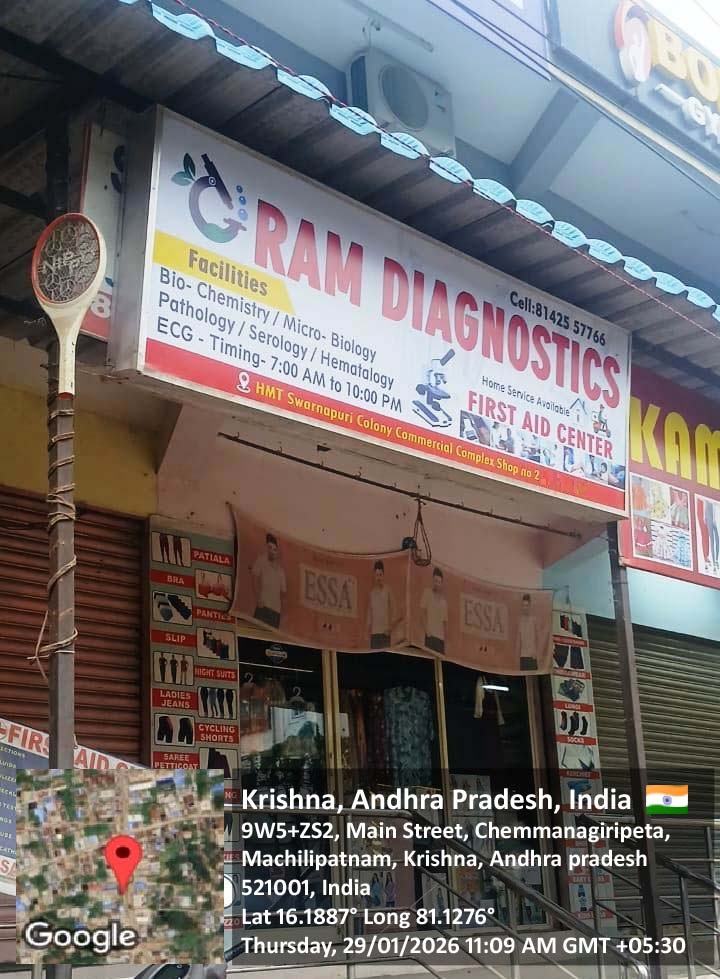 RAM DIAGNOSTICS
Cell:81425 57766
Facilities
Bio- Chemistry / Micro- Biology
Pathology / Serology / Hematalogy
ECG - Timing- 7:00 AM to 10:00 PM
Home Service Available
FIRST AID CENTER
HMT Swarnapuri Colony Commercial Complex Shop no 2
KAM
ESSA
ESSA
PATIALA
BRA
PANTIES
SLIP
NIGHT SUITS
LADIES
JEANS
CYCLING
SHORTS
SAREE
PETTICOAT
LUNGI
SOCKS
Krishna, Andhra Pradesh, India
9W5+ZS2, Main Street, Chemmanagiripeta,
Machilipatnam, Krishna, Andhra pradesh
521001, India
Lat 16.1887° Long 81.1276°
Thursday, 29/01/2026 11:09 AM GMT +05:30
Google